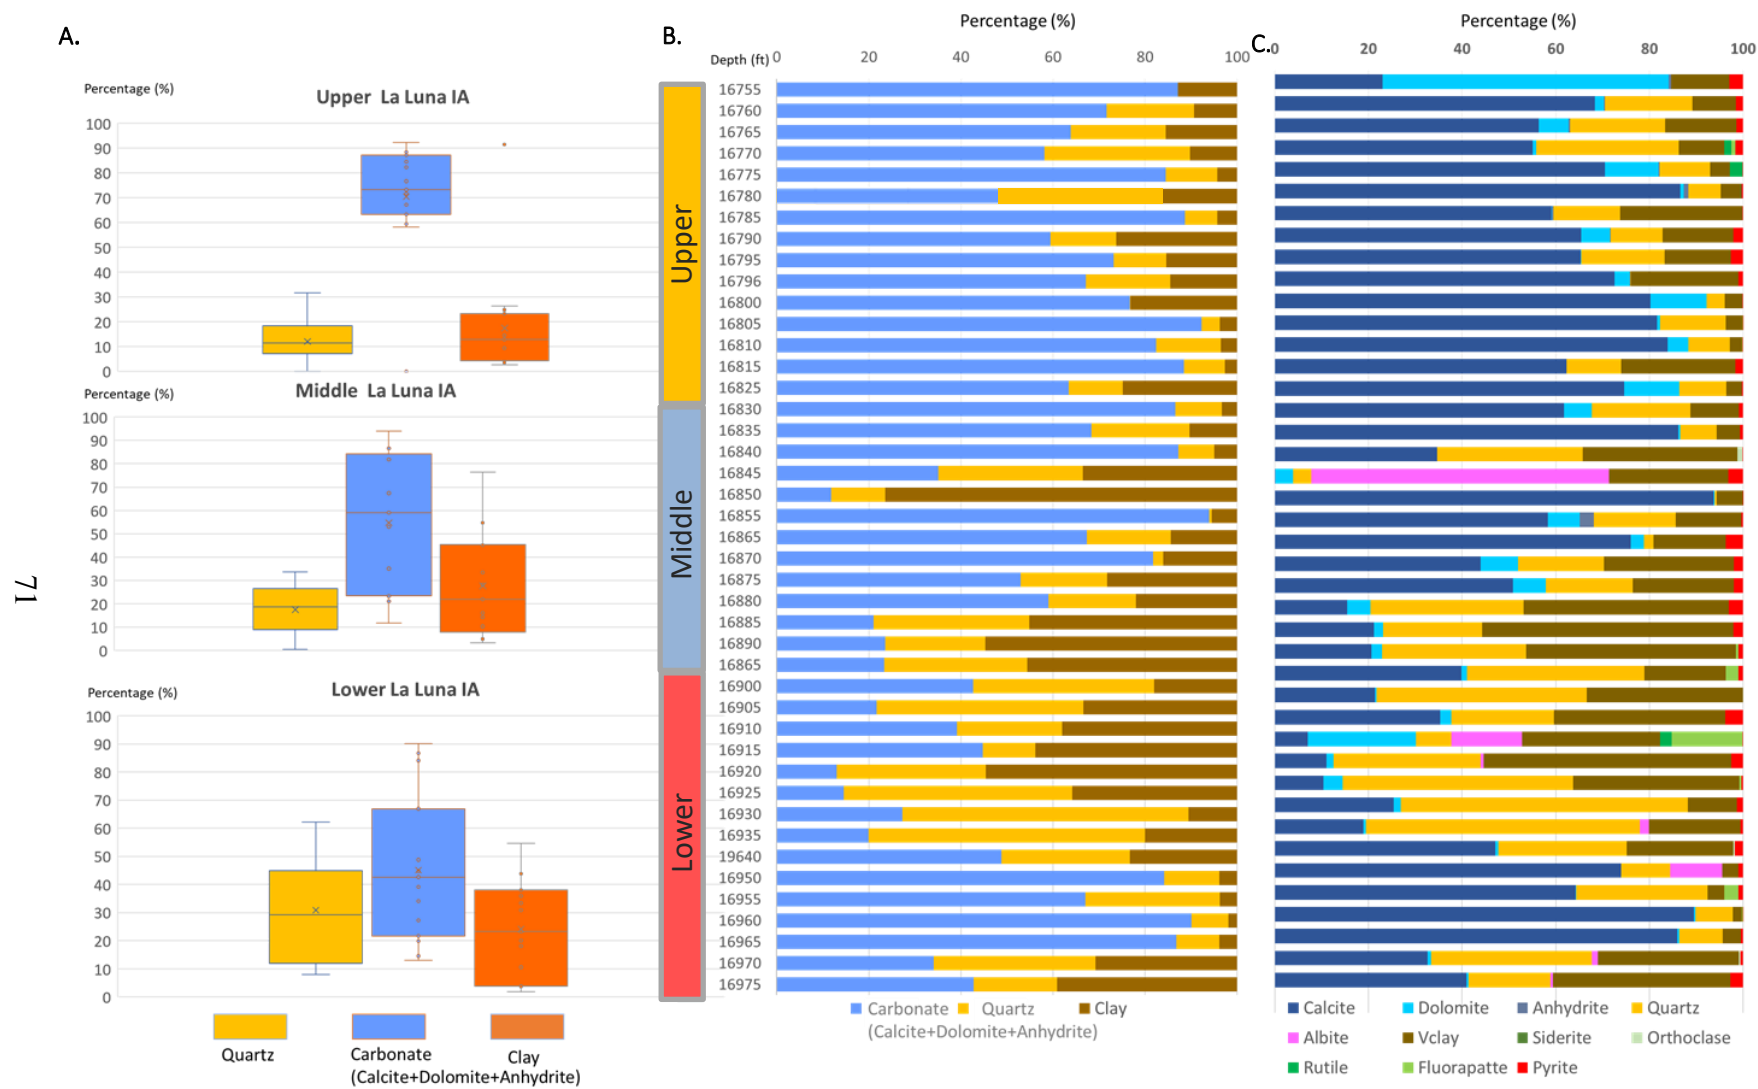 A.
Percentage (%)
Upper La Luna IA
100
90
80
70
60
50
40
30
20
10
0
Percentage (%)
Middle La Luna IA
100
90
80
70
60
50
40
30
20
10
0
Percentage (%)
Lower La Luna IA
100
90
80
70
60
50
40
30
20
10
0
Quartz
Carbonate
(Calcite+Dolomite+Anhydrite)
Clay
71
Upper
Middle
Lower
B.
Percentage (%)
Depth (ft)
0 20 40 60 80 100
16755
16760
16765
16770
16775
16780
16785
16790
16795
16796
16800
16805
16810
16815
16825
16830
16835
16840
16845
16850
16855
16865
16870
16875
16880
16885
16890
16865
16900
16905
16910
16915
16920
16925
16930
16935
19640
16950
16955
16960
16965
16970
16975
Carbonate Quartz Clay
(Calcite+Dolomite+Anhydrite)
C.
Percentage (%)
0 20 40 60 80 100
Calcite Dolomite Anhydrite Quartz
Albite Vclay Siderite Orthoclase
Rutile Fluorapatte Pyrite